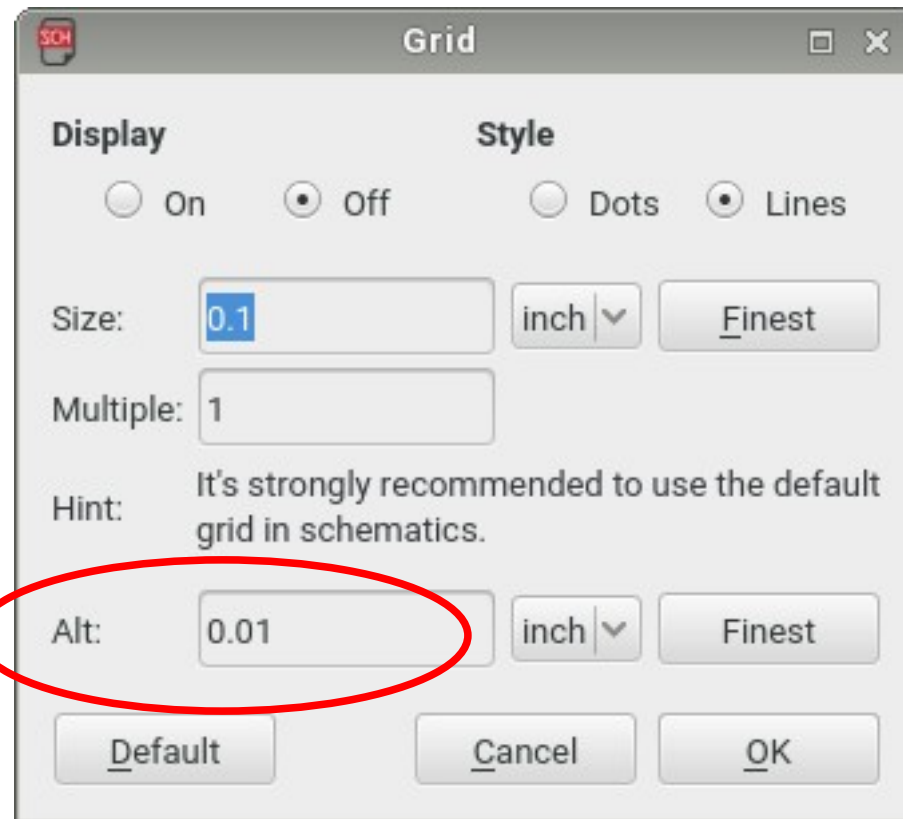 SCH
Grid
Display Style
On Off Dots Lines
Size: 0.1 inch Finest
Multiple: 1
Hint: It's strongly recommended to use the default
grid in schematics.
Alt: 0.01 inch Finest
Default Cancel OK